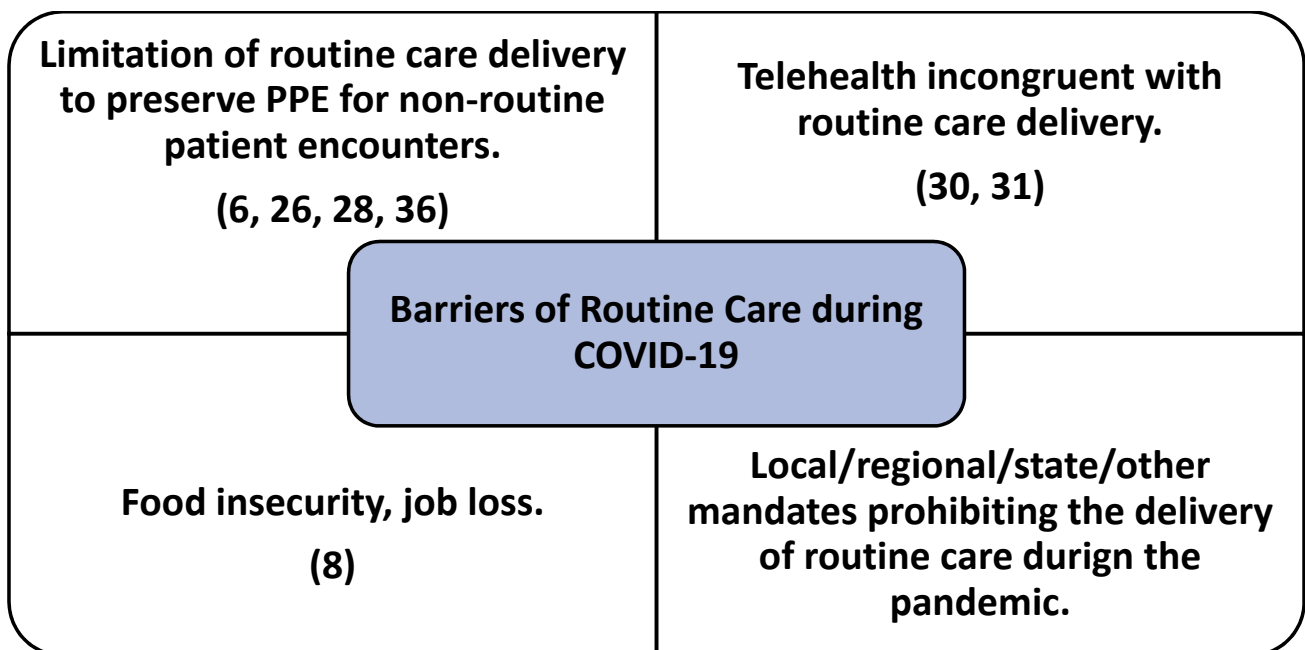 Limitation of routine care delivery
to preserve PPE for non-routine
patient encounters.
(6, 26, 28, 36)
Telehealth incongruent with
routine care delivery.
(30, 31)
Barriers of Routine Care during
COVID-19
Food insecurity, job loss.
(8)
Local/regional/state/other
mandates prohibiting the delivery
of routine care durign the
pandemic.